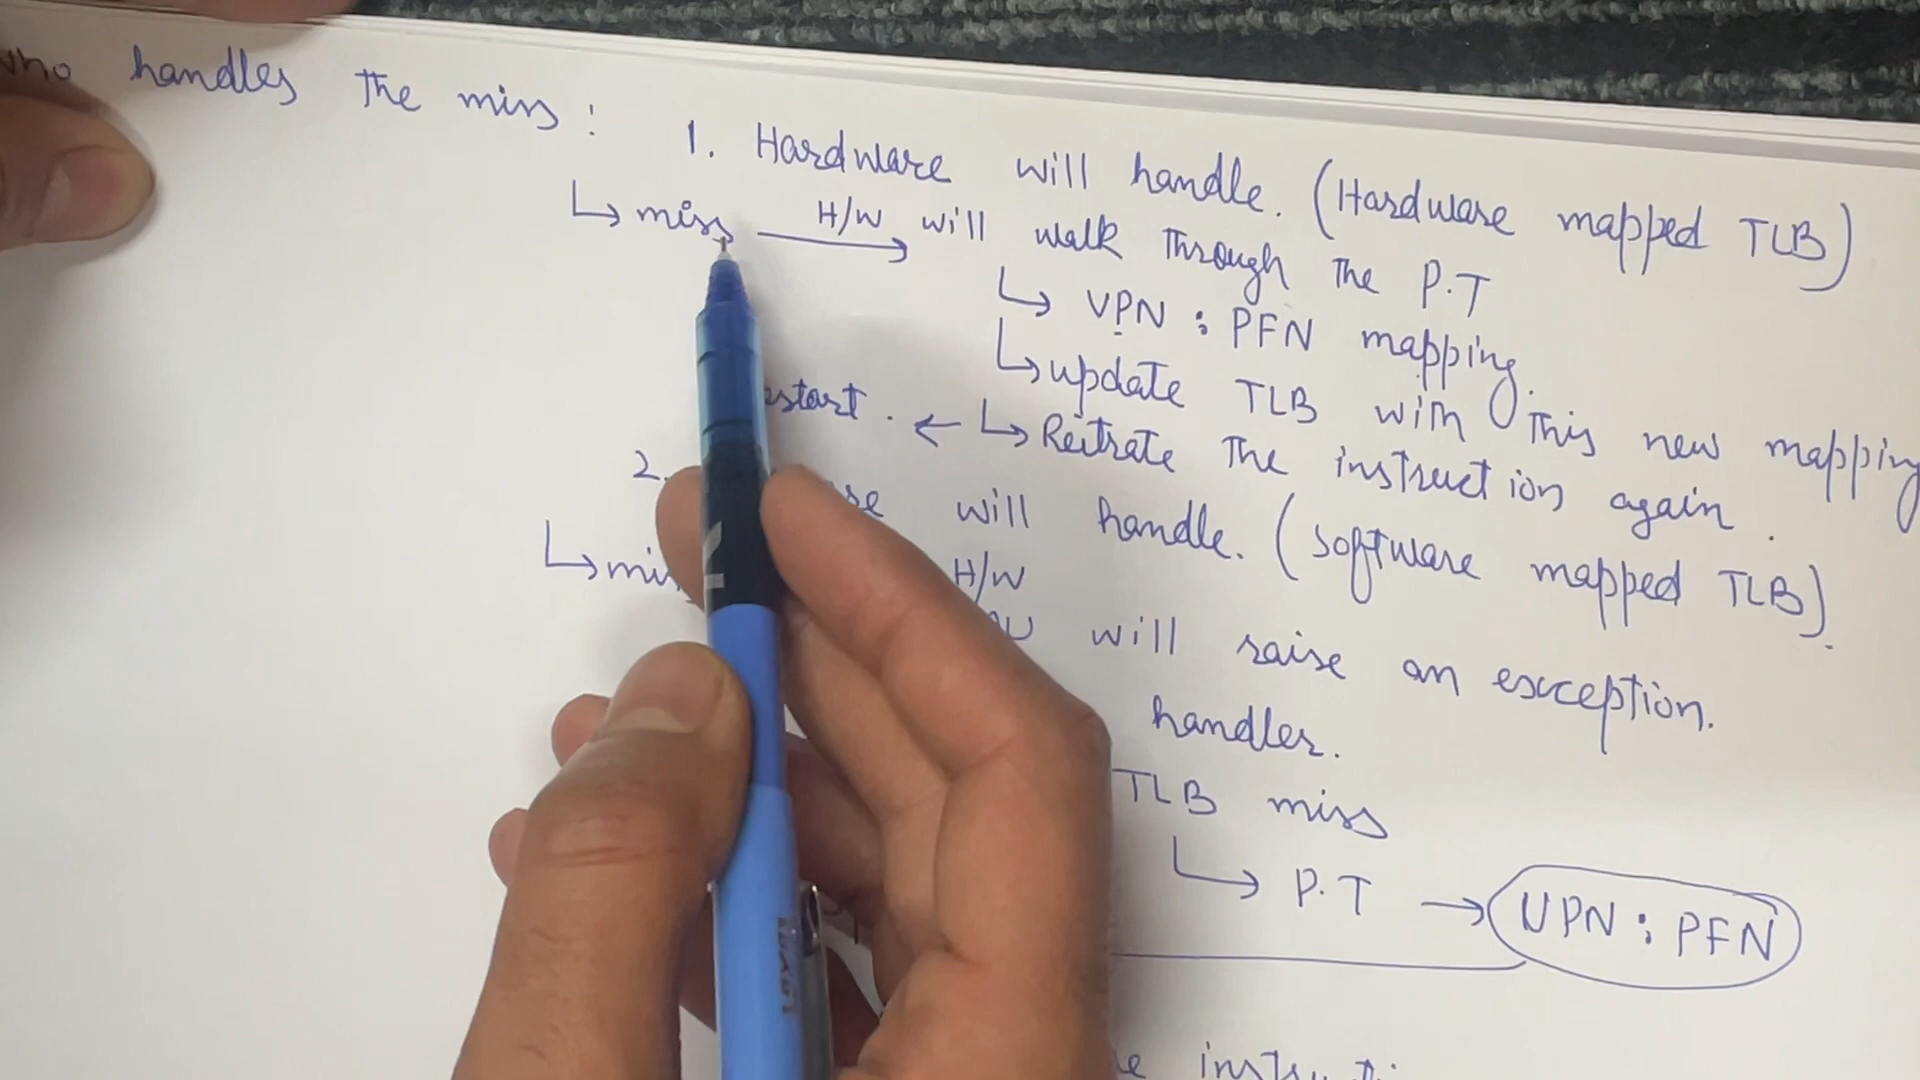 handles the miss : 1. Hardware will handle. (Hardware mapped TLB)
↳ miss H/W → will walk through the P.T
↳ VPN : PFN mapping.
↳ update TLB with this new mapping
← ↳ Reitrate the instruction again.
2. will handle. (software mapped TLB).
H/W
will raise an exception.
handler.
TLB miss
↳ P.T → VPN : PFN